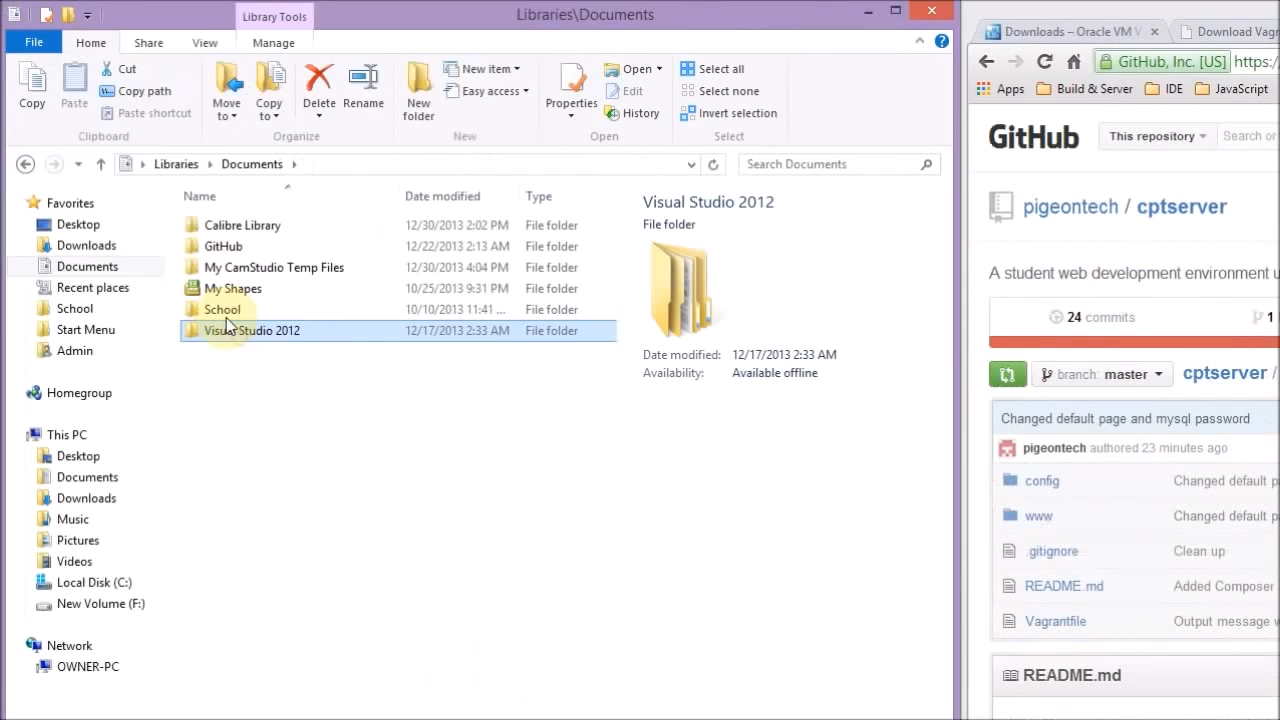 Library Tools
Libraries\Documents
File
Home
Share
View
Manage
Copy
Paste
Cut
Copy path
Paste shortcut
Clipboard
Move to
Copy to
Delete
Rename
Organize
New folder
New item
Easy access
New
Properties
Open
Edit
History
Open
Select all
Select none
Invert selection
Select
Libraries
Documents
Search Documents
Favorites
Desktop
Downloads
Documents
Recent places
School
Start Menu
Admin
Homegroup
This PC
Desktop
Documents
Downloads
Music
Pictures
Videos
Local Disk (C:)
New Volume (F:)
Network
OWNER-PC
Name Date modified Type
Calibre Library 12/30/2013 2:02 PM File folder
GitHub 12/22/2013 2:13 AM File folder
My CamStudio Temp Files 12/30/2013 4:04 PM File folder
My Shapes 10/25/2013 9:31 PM File folder
School 10/10/2013 11:41 ... File folder
Visual Studio 2012 12/17/2013 2:33 AM File folder
Visual Studio 2012
File folder
Date modified: 12/17/2013 2:33 AM
Availability: Available offline
Downloads – Oracle VM V
Download Vagr
GitHub, Inc. [US] https:/
Apps Build & Server IDE JavaScript
GitHub This repository Search or
pigeontech / cptserver
A student web development environment u
24 commits 1
branch: master cptserver /
Changed default page and mysql password
pigeontech authored 23 minutes ago
config Changed default p
www Changed default p
.gitignore Clean up
README.md Added Composer
Vagrantfile Output message w
README.md